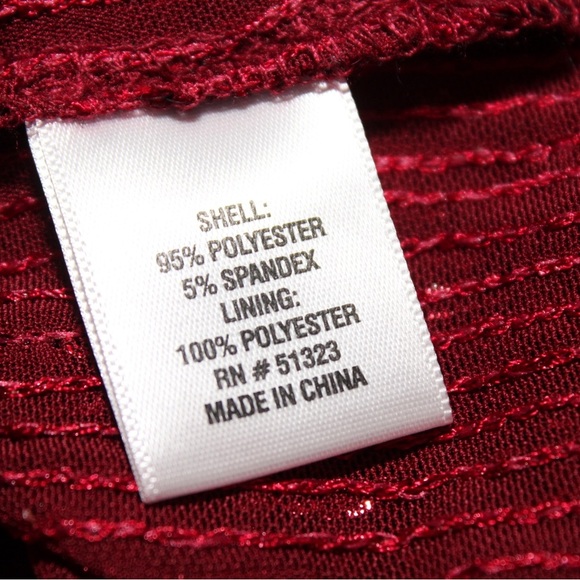 SHELL:
95% POLYESTER
5% SPANDEX
LINING:
100% POLYESTER
RN # 51323
MADE IN CHINA